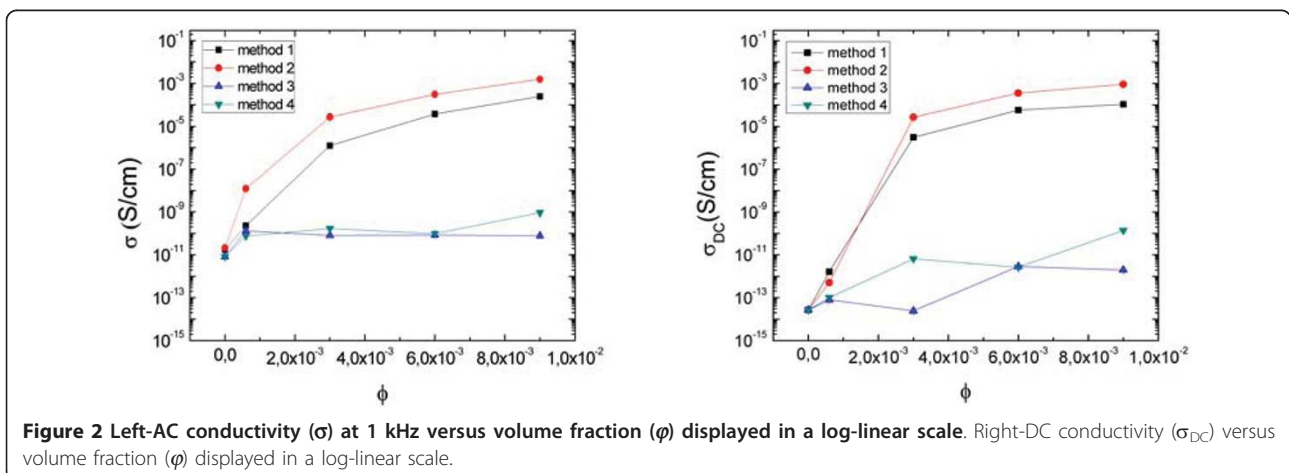 10⁻¹
10⁻³
10⁻⁵
10⁻⁷
10⁻⁹
10⁻¹¹
10⁻¹³
10⁻¹⁵
σ (S/cm)
method 1
method 2
method 3
method 4
0,0 2,0x10⁻³ 4,0x10⁻³ 6,0x10⁻³ 8,0x10⁻³ 1,0x10⁻²
ϕ
10⁻¹
10⁻³
10⁻⁵
10⁻⁷
10⁻⁹
10⁻¹¹
10⁻¹³
10⁻¹⁵
σ_DC(S/cm)
method 1
method 2
method 3
method 4
0,0 2,0x10⁻³ 4,0x10⁻³ 6,0x10⁻³ 8,0x10⁻³ 1,0x10⁻²
ϕ
Figure 2 Left-AC conductivity (σ) at 1 kHz versus volume fraction (φ) displayed in a log-linear scale. Right-DC conductivity (σ_DC) versus
volume fraction (φ) displayed in a log-linear scale.